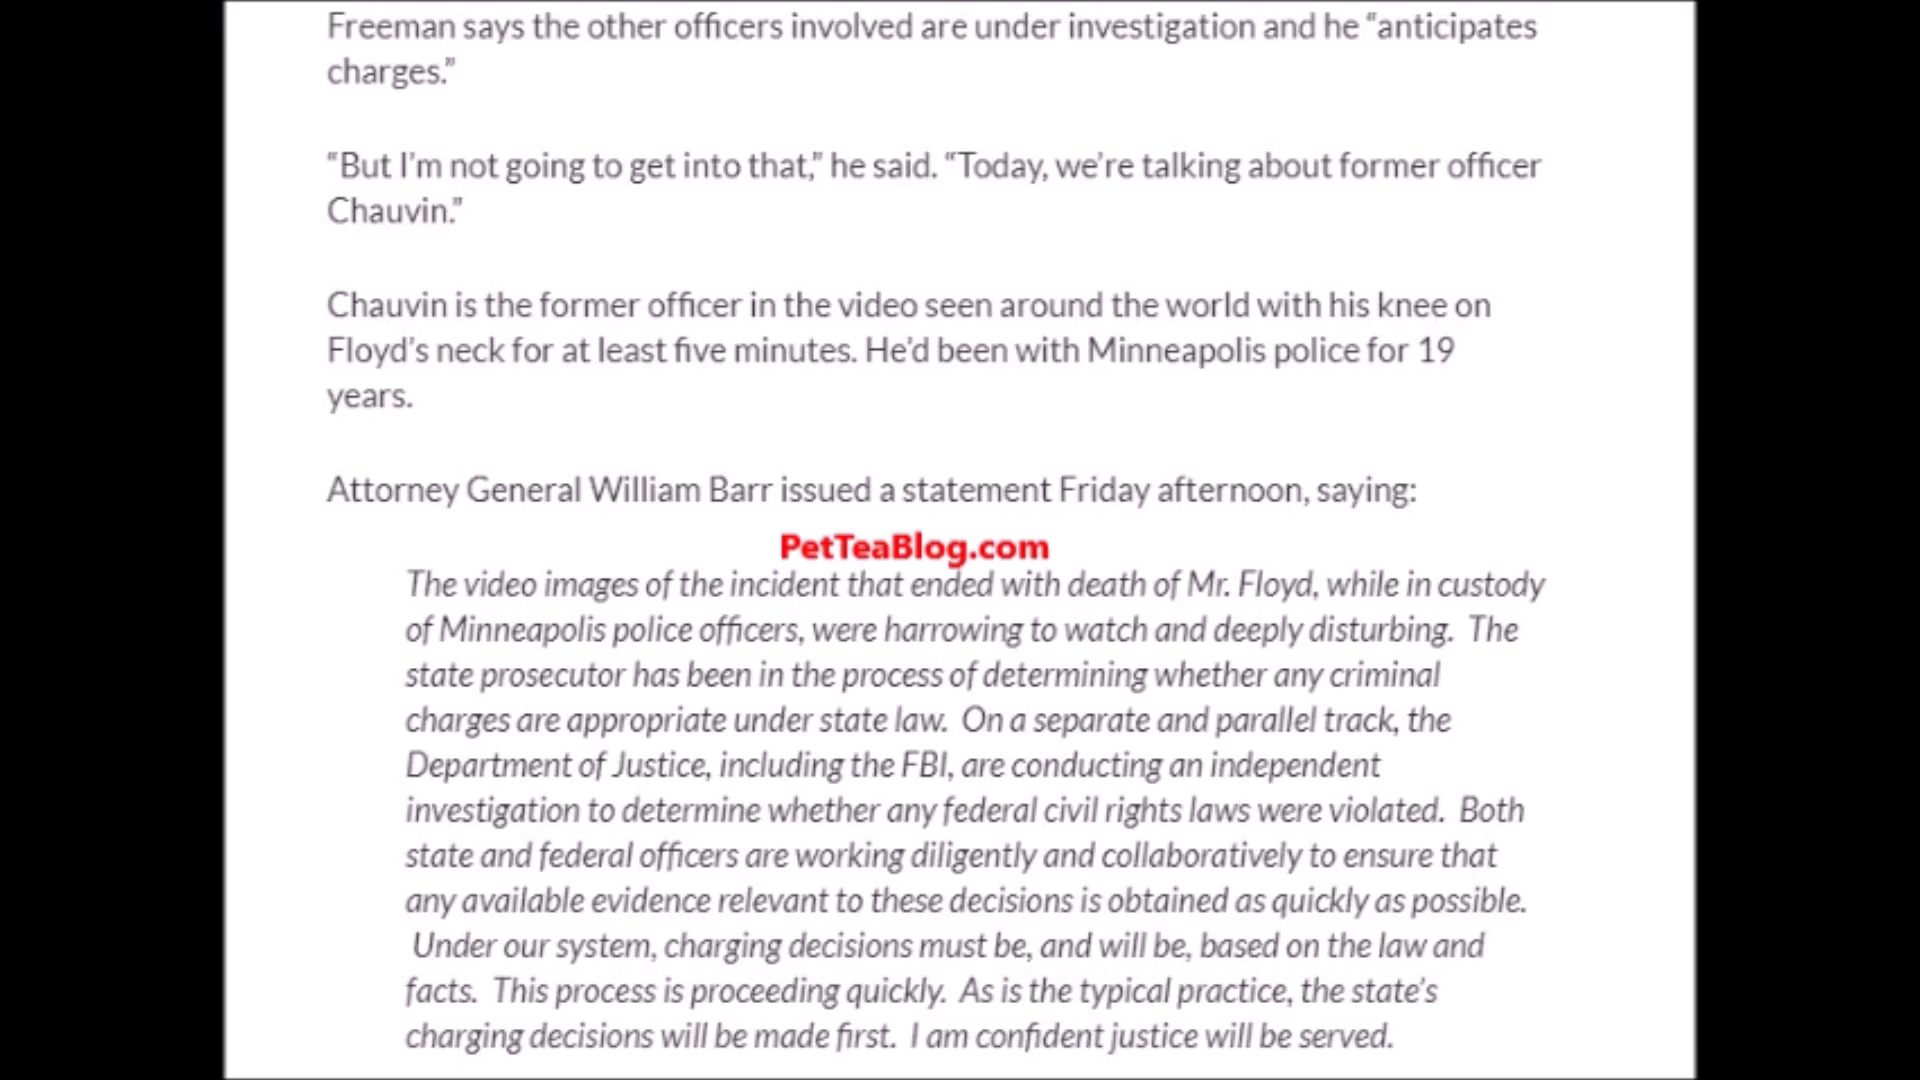 Freeman says the other officers involved are under investigation and he “anticipates
charges.”
“But I’m not going to get into that,” he said. “Today, we’re talking about former officer
Chauvin.”
Chauvin is the former officer in the video seen around the world with his knee on
Floyd’s neck for at least five minutes. He’d been with Minneapolis police for 19
years.
Attorney General William Barr issued a statement Friday afternoon, saying:
PetTeaBlog.com
The video images of the incident that ended with death of Mr. Floyd, while in custody
of Minneapolis police officers, were harrowing to watch and deeply disturbing.  The
state prosecutor has been in the process of determining whether any criminal
charges are appropriate under state law.  On a separate and parallel track, the
Department of Justice, including the FBI, are conducting an independent
investigation to determine whether any federal civil rights laws were violated.  Both
state and federal officers are working diligently and collaboratively to ensure that
any available evidence relevant to these decisions is obtained as quickly as possible.
Under our system, charging decisions must be, and will be, based on the law and
facts.  This process is proceeding quickly.  As is the typical practice, the state’s
charging decisions will be made first.  I am confident justice will be served.